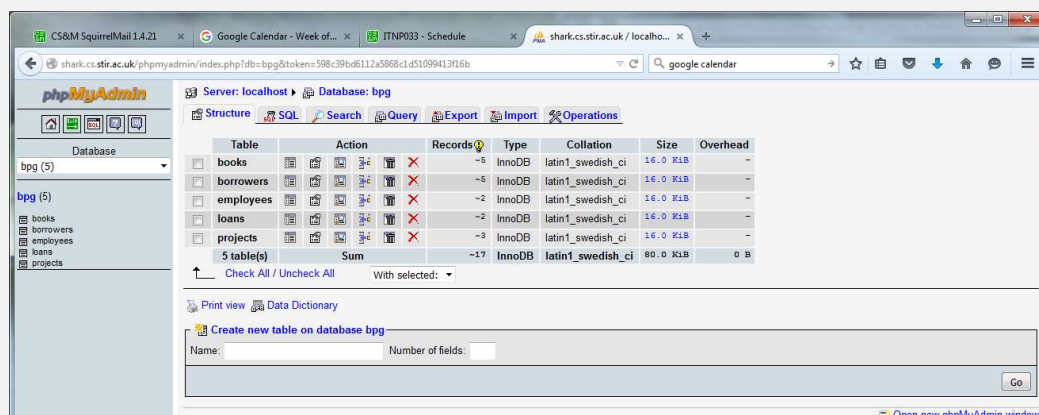 CS&M SquirrelMail 1.4.21 × Google Calendar - Week of... × ITNP033 - Schedule × shark.cs.stir.ac.uk / localho... × +
shark.cs.stir.ac.uk/phpmyadmin/index.php?db=bpg&token=598c39bd6112a5868c1d51099413f16b google calendar
phpMyAdmin
Database
bpg (5)
bpg (5)
books
borrowers
employees
loans
projects
Server: localhost Database: bpg
Structure SQL Search Query Export Import Operations
Table Action Records Type Collation Size Overhead
books ~5 InnoDB latin1_swedish_ci 16.0 KiB -
borrowers ~5 InnoDB latin1_swedish_ci 16.0 KiB -
employees ~2 InnoDB latin1_swedish_ci 16.0 KiB -
loans ~2 InnoDB latin1_swedish_ci 16.0 KiB -
projects ~3 InnoDB latin1_swedish_ci 16.0 KiB -
5 table(s) Sum ~17 InnoDB latin1_swedish_ci 80.0 KiB 0 B
Check All / Uncheck All With selected:
Print view Data Dictionary
Create new table on database bpg
Name: Number of fields:
Go
Open new phpMyAdmin window